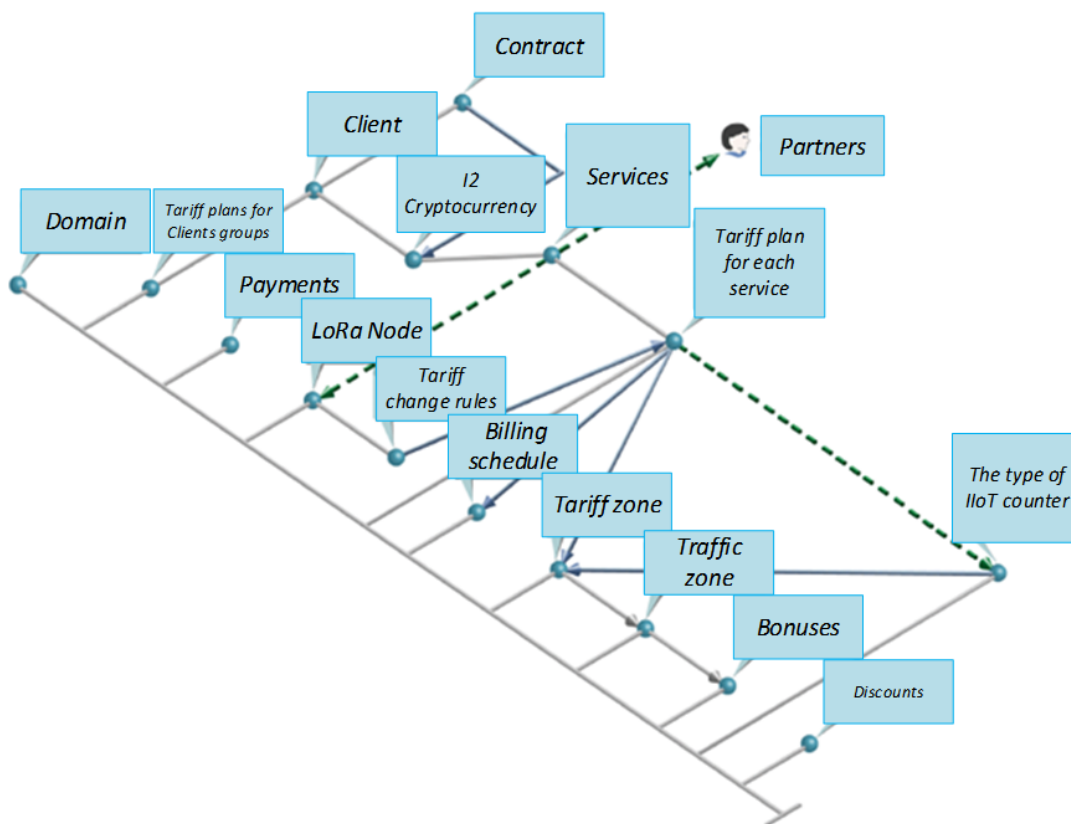 Contract
Client
Partners
I2
Cryptocurrency
Services
Domain
Tariff plans for
Clients groups
Tariff plan
for each
service
Payments
LoRa Node
Tariff
change rules
Billing
schedule
The type of
IIoT counter
Tariff zone
Traffic
zone
Bonuses
Discounts